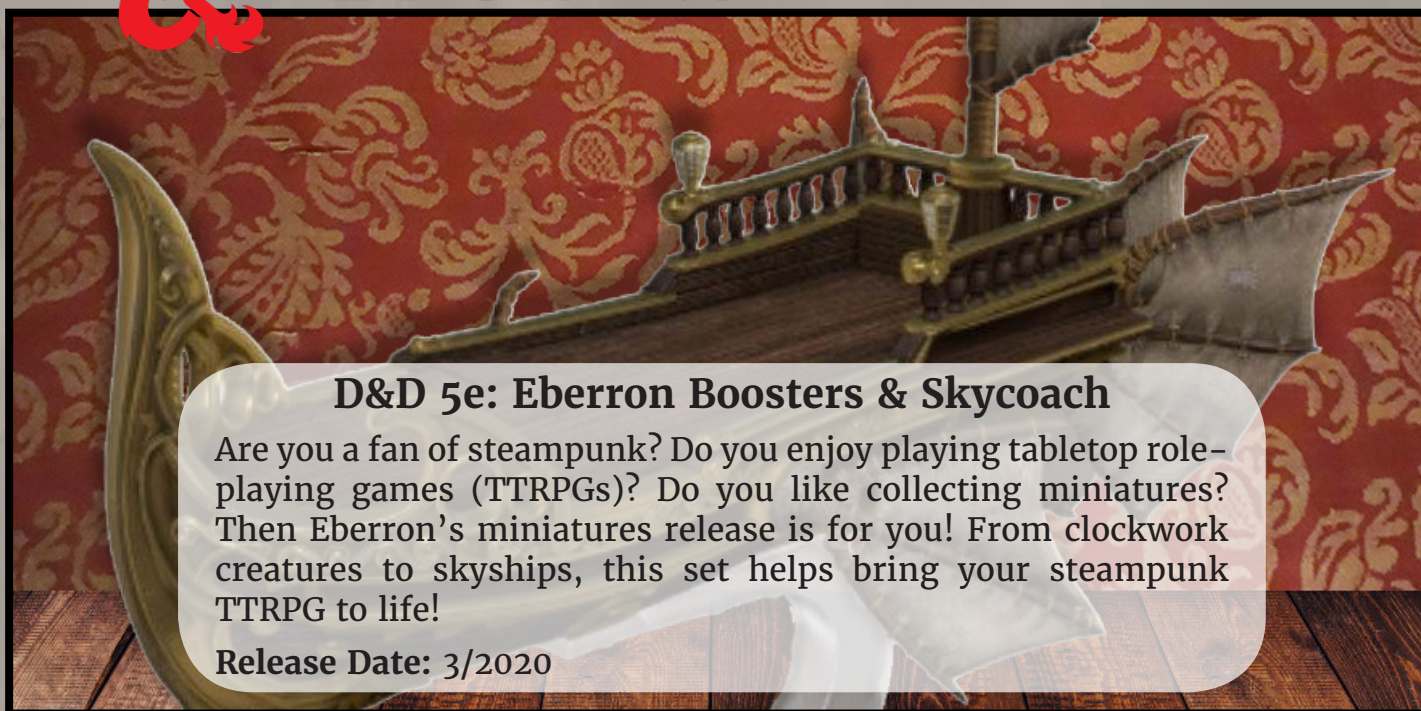 D&D 5e: Eberron Boosters & Skycoach
Are you a fan of steampunk? Do you enjoy playing tabletop role-
playing games (TTRPGs)? Do you like collecting miniatures?
Then Eberron’s miniatures release is for you! From clockwork
creatures to skyships, this set helps bring your steampunk
TTRPG to life!
Release Date: 3/2020